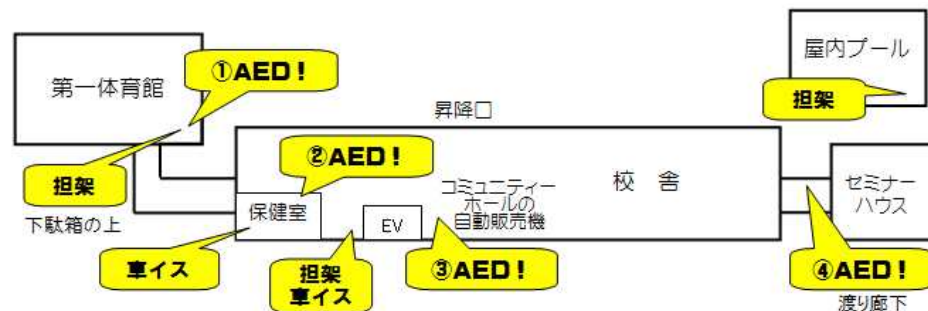 第一体育館
①AED！
担架
下駄箱の上
昇降口
屋内プール
担架
②AED！
保健室
車イス
EV
担架
車イス
コミュニティー
ホールの
自動販売機
③AED！
校 舎
セミナー
ハウス
④AED！
渡り廊下